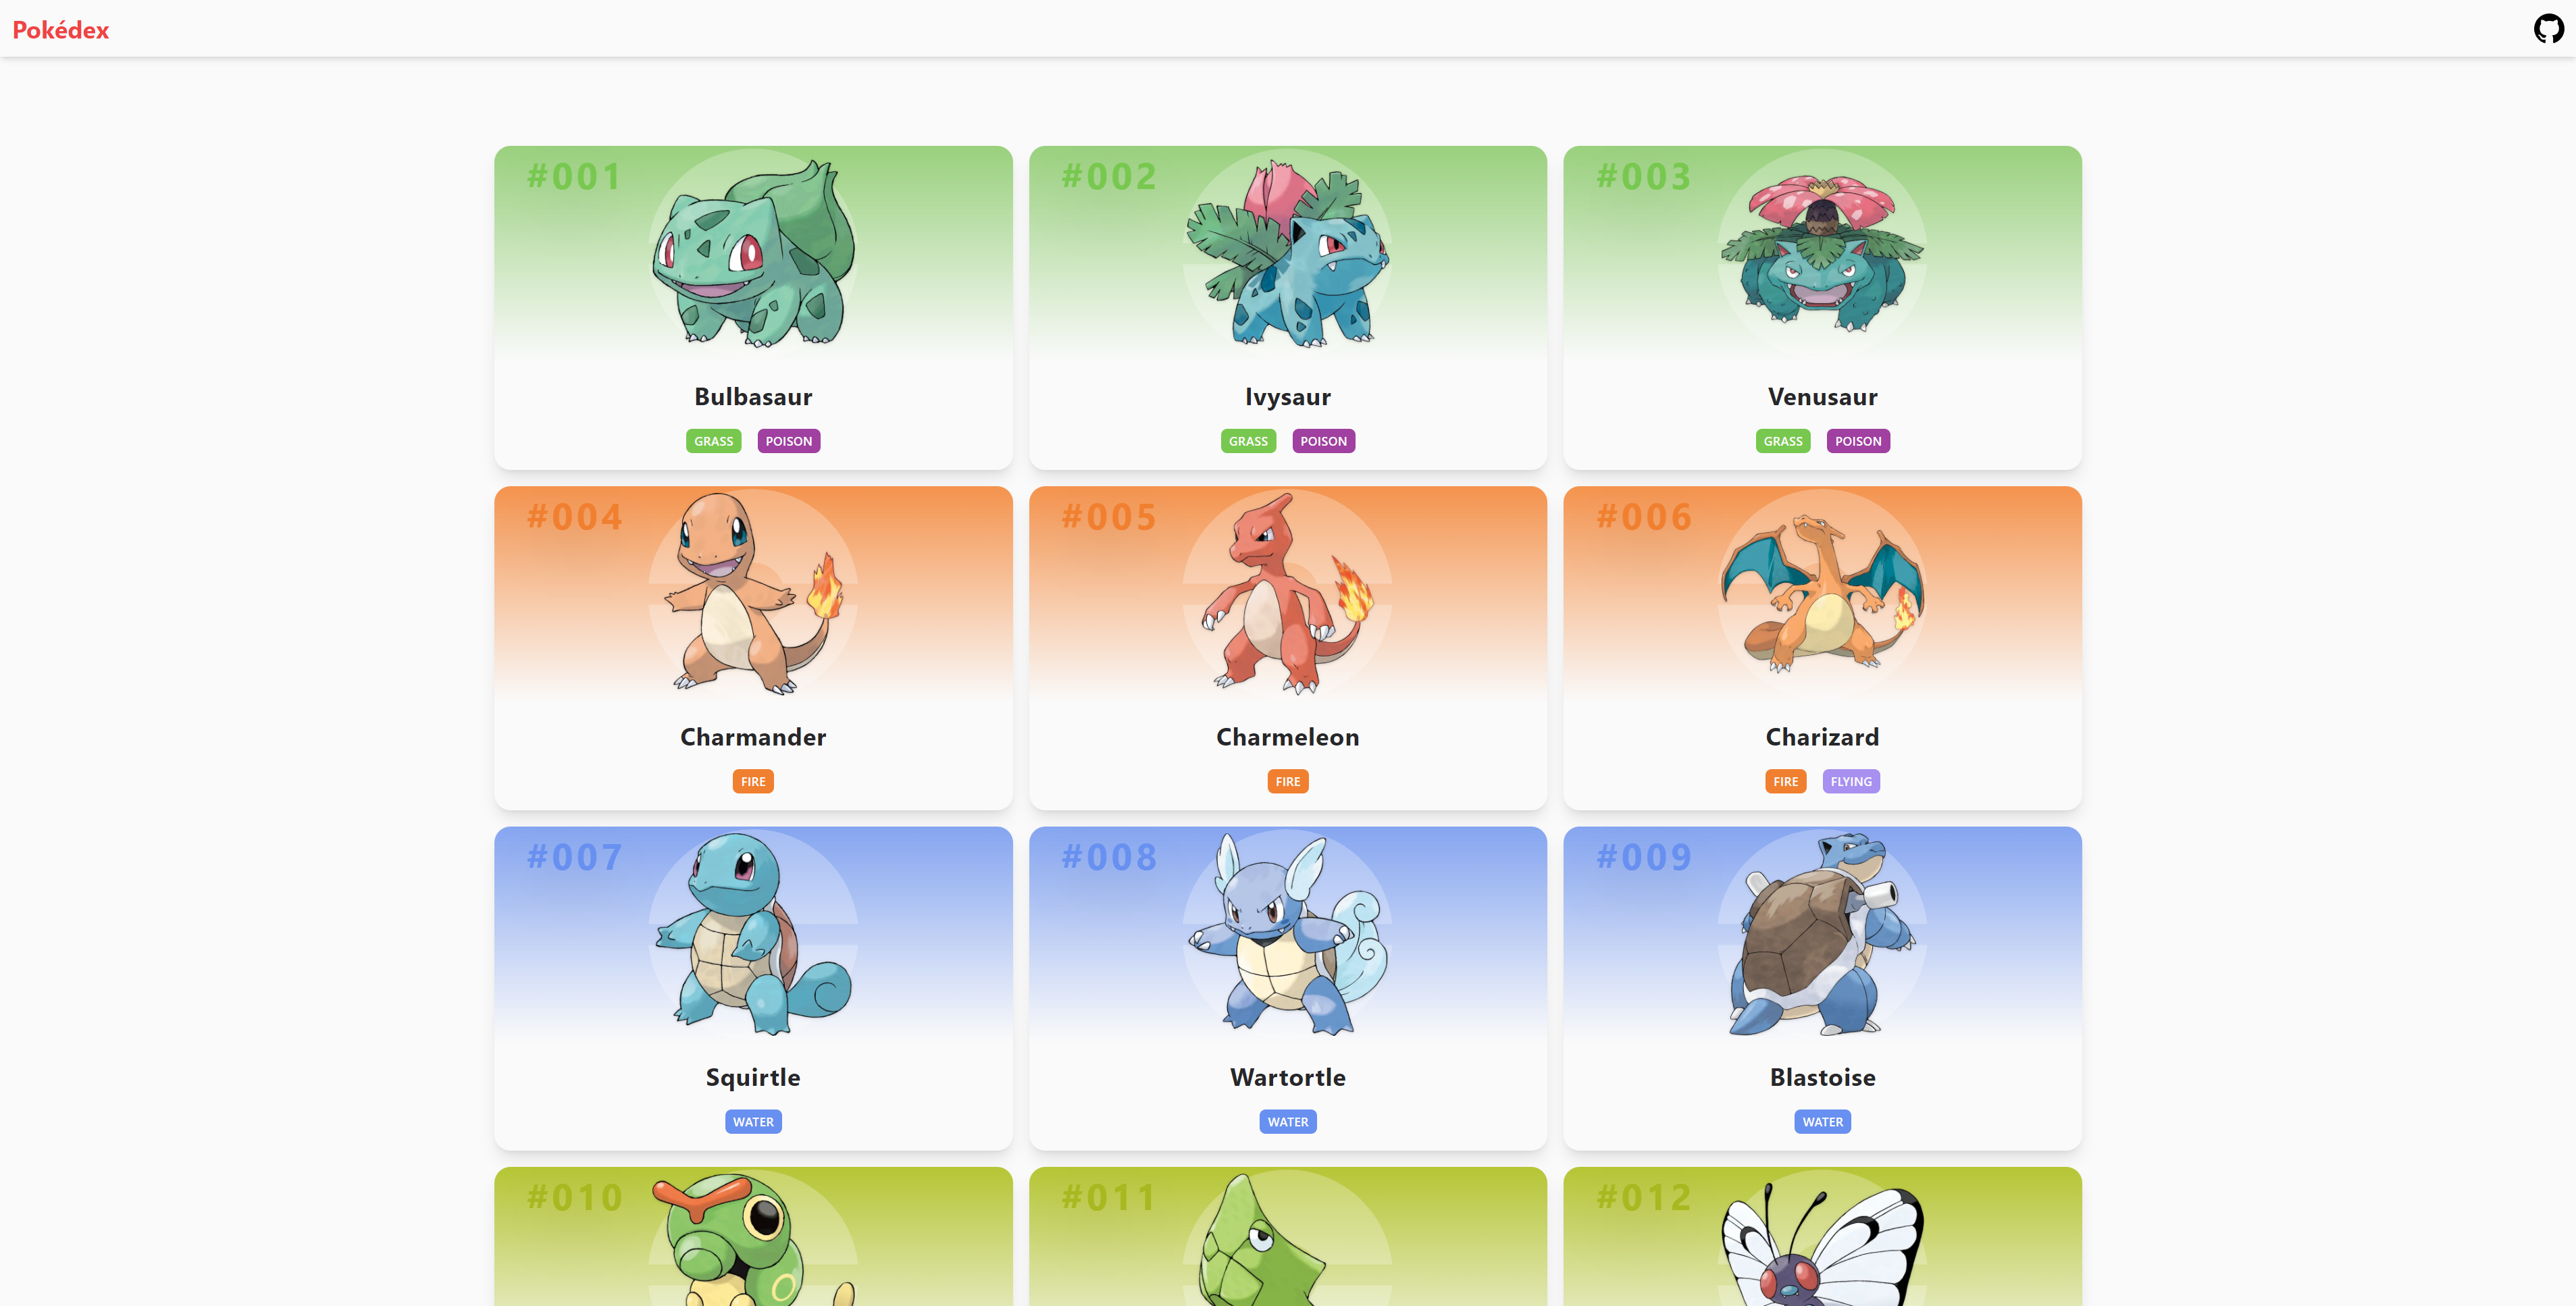 Pokédex
#001
Bulbasaur
GRASS POISON
#002
Ivysaur
GRASS POISON
#003
Venusaur
GRASS POISON
#004
Charmander
FIRE
#005
Charmeleon
FIRE
#006
Charizard
FIRE FLYING
#007
Squirtle
WATER
#008
Wartortle
WATER
#009
Blastoise
WATER
#010
#011
#012